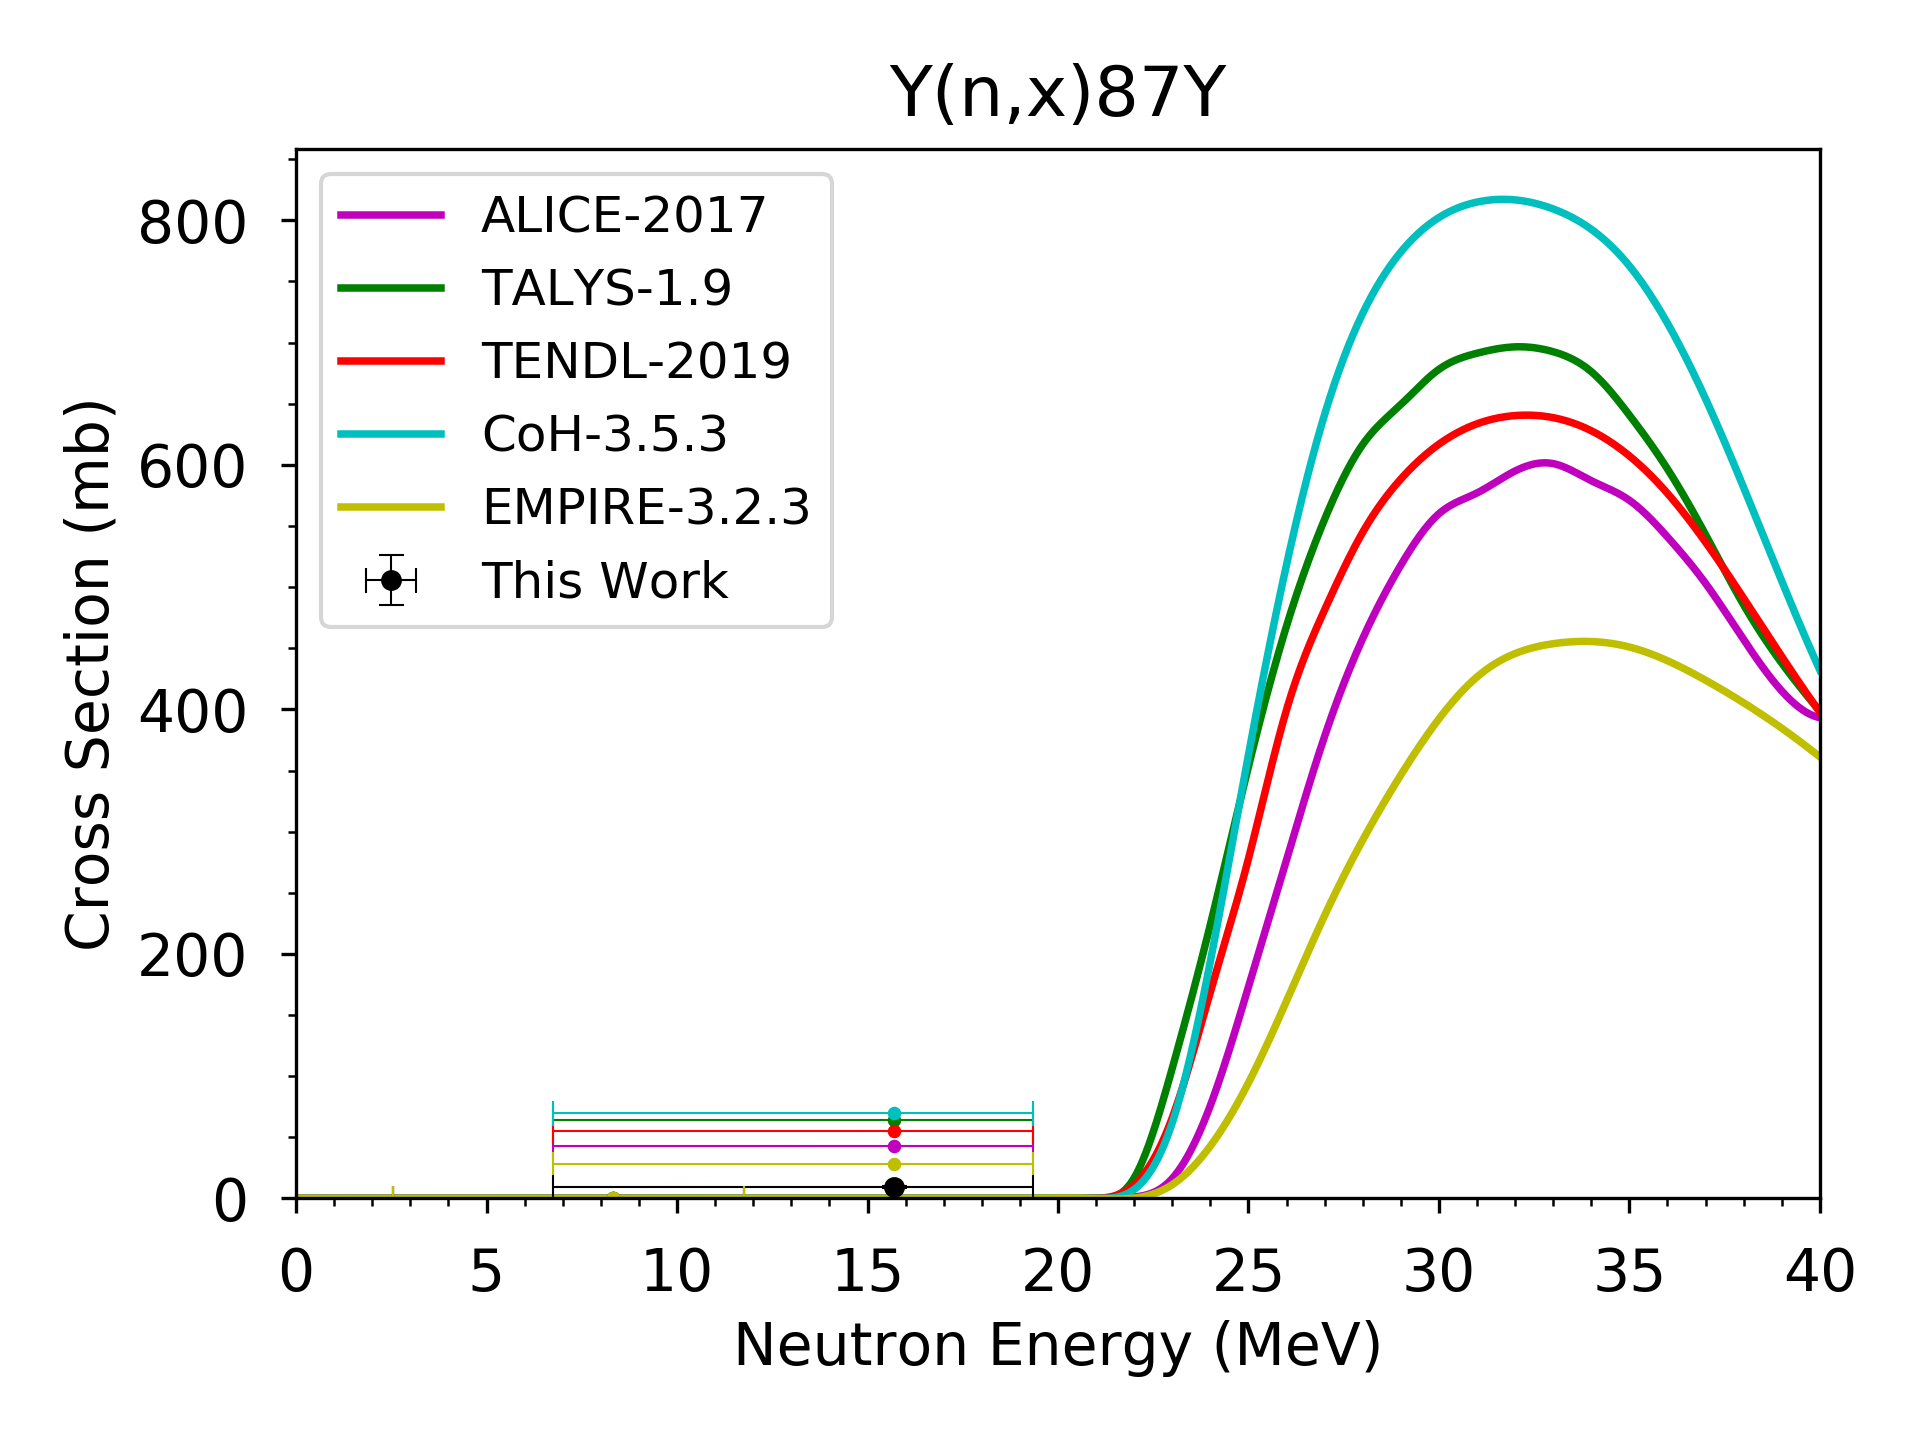 Y(n,x)87Y
ALICE-2017
TALYS-1.9
TENDL-2019
CoH-3.5.3
EMPIRE-3.2.3
This Work
Cross Section (mb)
800
600
400
200
0
0 5 10 15 20 25 30 35 40
Neutron Energy (MeV)